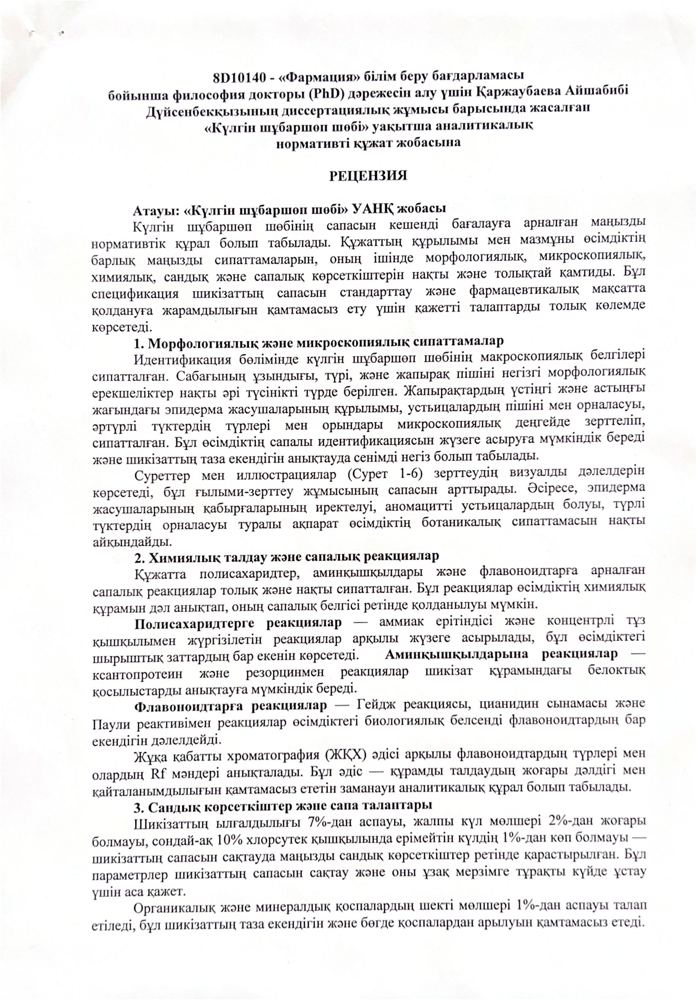 8D10140 - «Фармация» білім беру бағдарламасы
бойынша философия докторы (PhD) дәрежесін алу үшін Қаржаубаева Айшабибі
Дүйсенбекқызының диссертациялық жұмысы барысында жасалған
«Күлгін шұбаршөп шөбі» уақытша аналитикалық
нормативті құжат жобасына
РЕЦЕНЗИЯ
Атауы: «Күлгін шұбаршөп шөбі» УАНҚ жобасы
Күлгін шұбаршөп шөбінің сапасын кешенді бағалауға арналған маңызды
нормативтік құрал болып табылады. Құжаттың құрылымы мен мазмұны өсімдіктің
барлық маңызды сипаттамаларын, оның ішінде морфологиялық, микроскопиялық,
химиялық, сандық және сапалық көрсеткіштерін нақты және толықтай қамтиды. Бұл
спецификация шикізаттың сапасын стандарттау және фармацевтикалық мақсатта
қолдануға жарамдылығын қамтамасыз ету үшін қажетті талаптарды толық көлемде
көрсетеді.
1. Морфологиялық және микроскопиялық сипаттамалар
Идентификация бөлімінде күлгін шұбаршөп шөбінің макроскопиялық белгілері
сипатталған. Сабағының ұзындығы, түрі, және жапырақ пішіні негізгі морфологиялық
ерекшеліктер нақты әрі түсінікті түрде берілген. Жапырақтардың үстіңгі және астыңғы
жағындағы эпидерма жасушаларының құрылымы, устьицалардың пішіні мен орналасуы,
әртүрлі түктердің түрлері мен орындары микроскопиялық деңгейде зерттеліп,
сипатталған. Бұл өсімдіктің сапалы идентификациясын жүзеге асыруға мүмкіндік береді
және шикізаттың таза екендігін анықтауда сенімді негіз болып табылады.
Суреттер мен иллюстрациялар (Сурет 1-6) зерттеудің визуалды дәлелдерін
көрсетеді, бұл ғылыми-зерттеу жұмысының сапасын арттырады. Әсіресе, эпидерма
жасушаларының қабырғаларының иректелуі, аномацитті устьицалардың болуы, түрлі
түктердің орналасуы туралы ақпарат өсімдіктің ботаникалық сипаттамасын нақты
айқындайды.
2. Химиялық талдау және сапалық реакциялар
Құжатта полисахаридтер, аминқышқылдары және флавоноидтарға арналған
сапалық реакциялар толық және нақты сипатталған. Бұл реакциялар өсімдіктің химиялық
құрамын дәл анықтап, оның сапалық белгісі ретінде қолданылуы мүмкін.
Полисахаридтерге реакциялар — аммиак ерітіндісі және концентрлі тұз
қышқылымен жүргізілетін реакциялар арқылы жүзеге асырылады, бұл өсімдіктегі
шырыштық заттардың бар екенін көрсетеді. Аминқышқылдарына реакциялар —
ксантопротеин және резорцинмен реакциялар шикізат құрамындағы белоктық
қосылыстарды анықтауға мүмкіндік береді.
Флавоноидтарға реакциялар — Гейдж реакциясы, цианидин сынамасы және
Паули реактивімен реакциялар өсімдіктегі биологиялық белсенді флавоноидтардың бар
екендігін дәлелдейді.
Жұқа қабатты хроматография (ЖҚХ) әдісі арқылы флавоноидтардың түрлері мен
олардың Rf мәндері анықталады. Бұл әдіс — құрамды талдаудың жоғары дәлдігі мен
қайталанымдылығын қамтамасыз ететін заманауи аналитикалық құрал болып табылады.
3. Сандық көрсеткіштер және сапа талаптары
Шикізаттың ылғалдылығы 7%-дан аспауы, жалпы күл мөлшері 2%-дан жоғары
болмауы, сондай-ақ 10% хлорсутек қышқылында ерімейтін күлдің 1%-дан көп болмауы —
шикізаттың сапасын сақтауда маңызды сандық көрсеткіштер ретінде қарастырылған. Бұл
параметрлер шикізаттың сапасын сақтау және оны ұзақ мерзімге тұрақты күйде ұстау
үшін аса қажет.
Органикалық және минералдық қоспалардың шекті мөлшері 1%-дан аспауы талап
етіледі, бұл шикізаттың таза екендігін және бөгде қоспалардан арылуын қамтамасыз етеді.